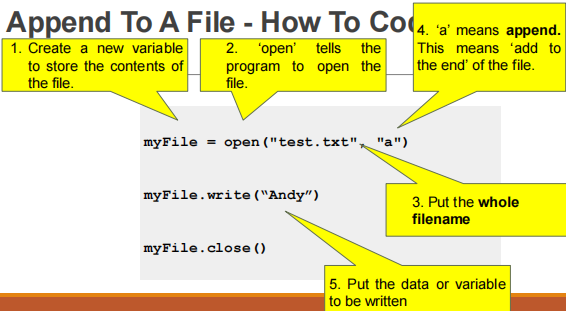 Append To A File - How To Co
1. Create a new variable
to store the contents of
the file.
2. ‘open’ tells the
program to open the
file.
4. ‘a’ means append.
This means ‘add to
the end’ of the file.
myFile = open("test.txt", "a")
3. Put the whole
filename
myFile.write(“Andy”)
myFile.close()
5. Put the data or variable
to be written